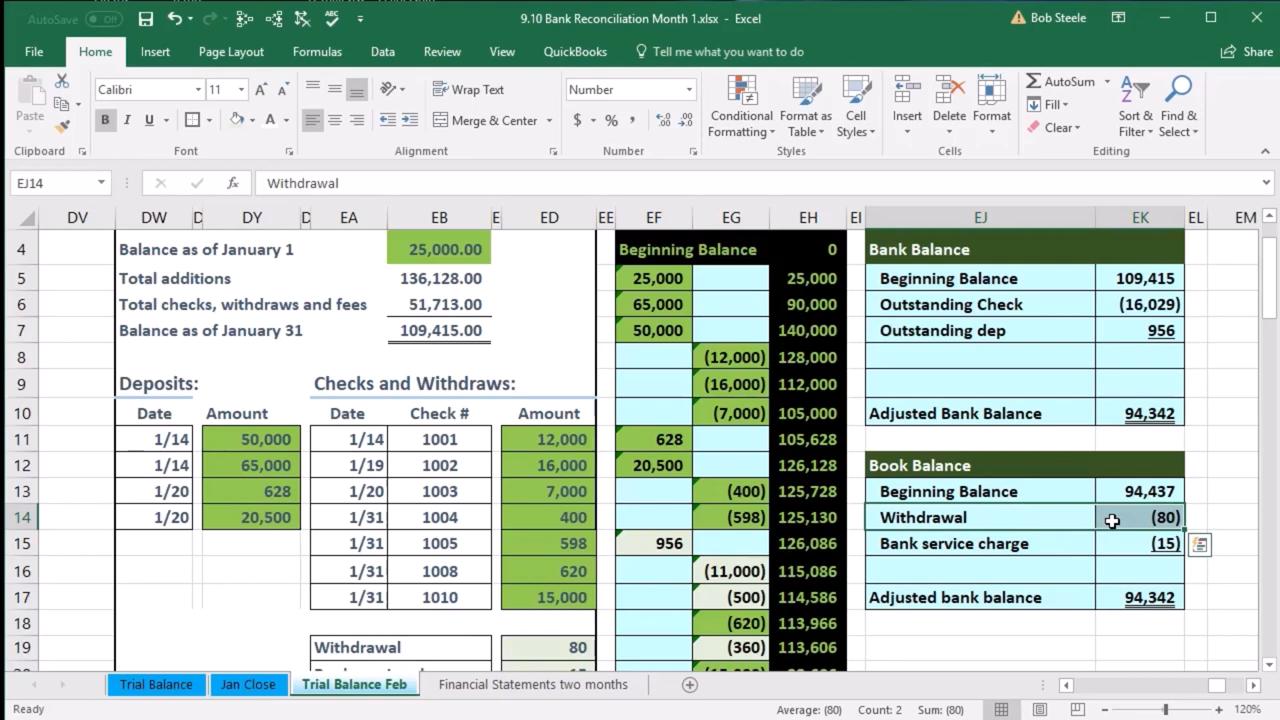 AutoSave Off 9.10 Bank Reconciliation Month 1.xlsx - Excel Bob Steele
File Home Insert Page Layout Formulas Data Review View QuickBooks Tell me what you want to do Share
Calibri 11 Wrap Text Number AutoSum
Paste Merge & Center Conditional Formatting Format as Table Cell Styles Insert Delete Format Fill Clear Sort & Filter Find & Select
Clipboard Font Alignment Number Styles Cells Editing
EJ14 fx Withdrawal
DV DW D DY D EA EB E ED EE EF EG EH EI EJ EK EL EM
4 Balance as of January 1 25,000.00 Beginning Balance 0 Bank Balance
5 Total additions 136,128.00 25,000 25,000 Beginning Balance 109,415
6 Total checks, withdraws and fees 51,713.00 65,000 90,000 Outstanding Check (16,029)
7 Balance as of January 31 109,415.00 50,000 140,000 Outstanding dep 956
8 (12,000) 128,000
9 Deposits: Checks and Withdraws: (16,000) 112,000
10 Date Amount Date Check # Amount (7,000) 105,000 Adjusted Bank Balance 94,342
11 1/14 50,000 1/14 1001 12,000 628 105,628
12 1/14 65,000 1/19 1002 16,000 20,500 126,128 Book Balance
13 1/20 628 1/20 1003 7,000 (400) 125,728 Beginning Balance 94,437
14 1/20 20,500 1/31 1004 400 (598) 125,130 Withdrawal (80)
15 1/31 1005 598 956 126,086 Bank service charge (15)
16 1/31 1008 620 (11,000) 115,086
17 1/31 1010 15,000 (500) 114,586 Adjusted bank balance 94,342
18 (620) 113,966
19 Withdrawal 80 (360) 113,606
Trial Balance Jan Close Trial Balance Feb Financial Statements two months
Ready Average: (80) Count: 2 Sum: (80) 120%